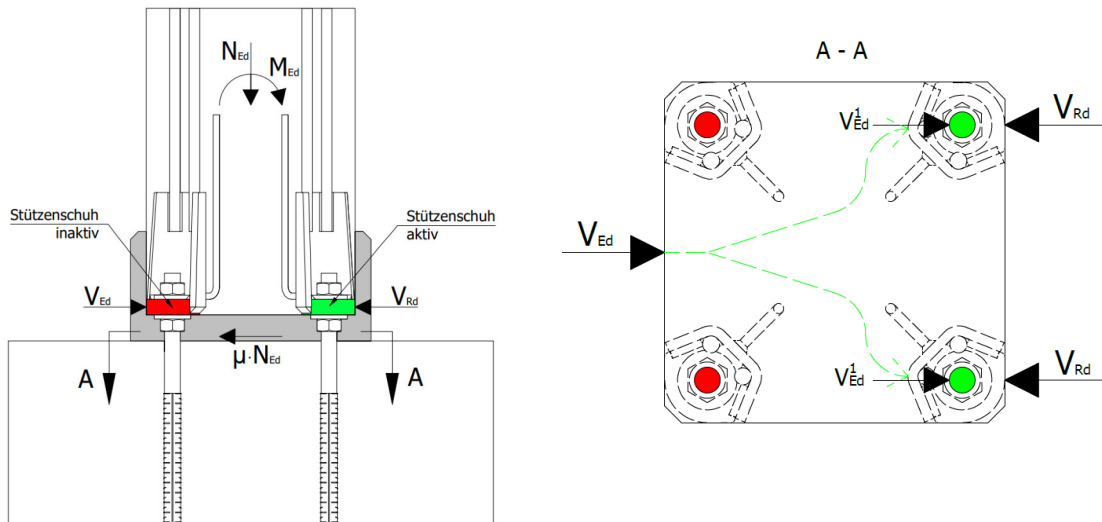 N_Ed
M_Ed
Stützenschuh
inaktiv
Stützenschuh
aktiv
V_Ed
V_Rd
μ·N_Ed
A
A
A - A
V¹_Ed
V_Rd
V_Ed
V¹_Ed
V_Rd